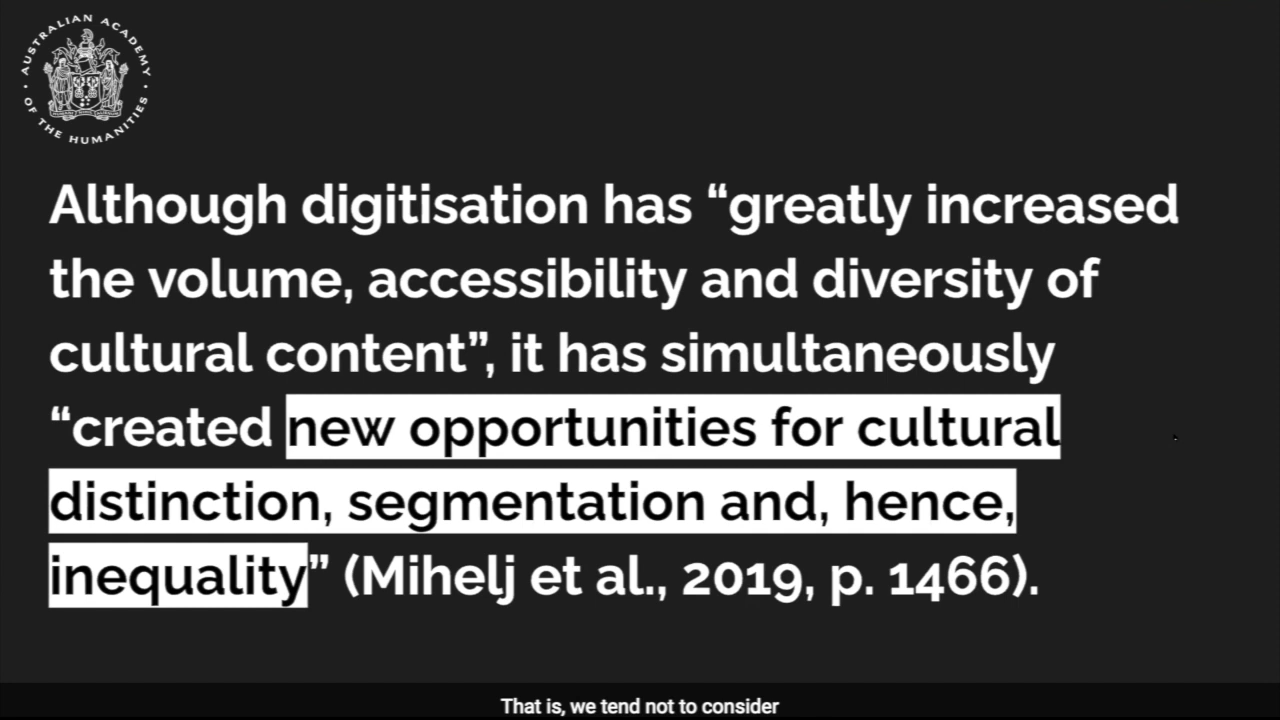 AUSTRALIAN ACADEMY
OF THE HUMANITIES
Although digitisation has “greatly increased
the volume, accessibility and diversity of
cultural content”, it has simultaneously
“created new opportunities for cultural
distinction, segmentation and, hence,
inequality” (Mihelj et al., 2019, p. 1466).
That is, we tend not to consider